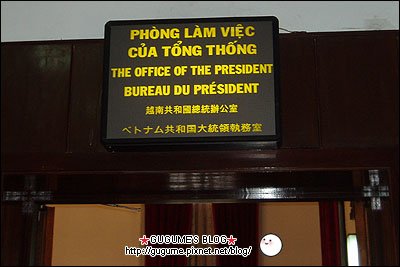 PHÒNG LÀM VIỆC
CỦA TỔNG THỐNG
THE OFFICE OF THE PRESIDENT
BUREAU DU PRÉSIDENT
越南共和國總統辦公室
ベトナム共和国大統領執務室
★GUGUME'S BLOG★
http://gugume.pixnet.net/blog/